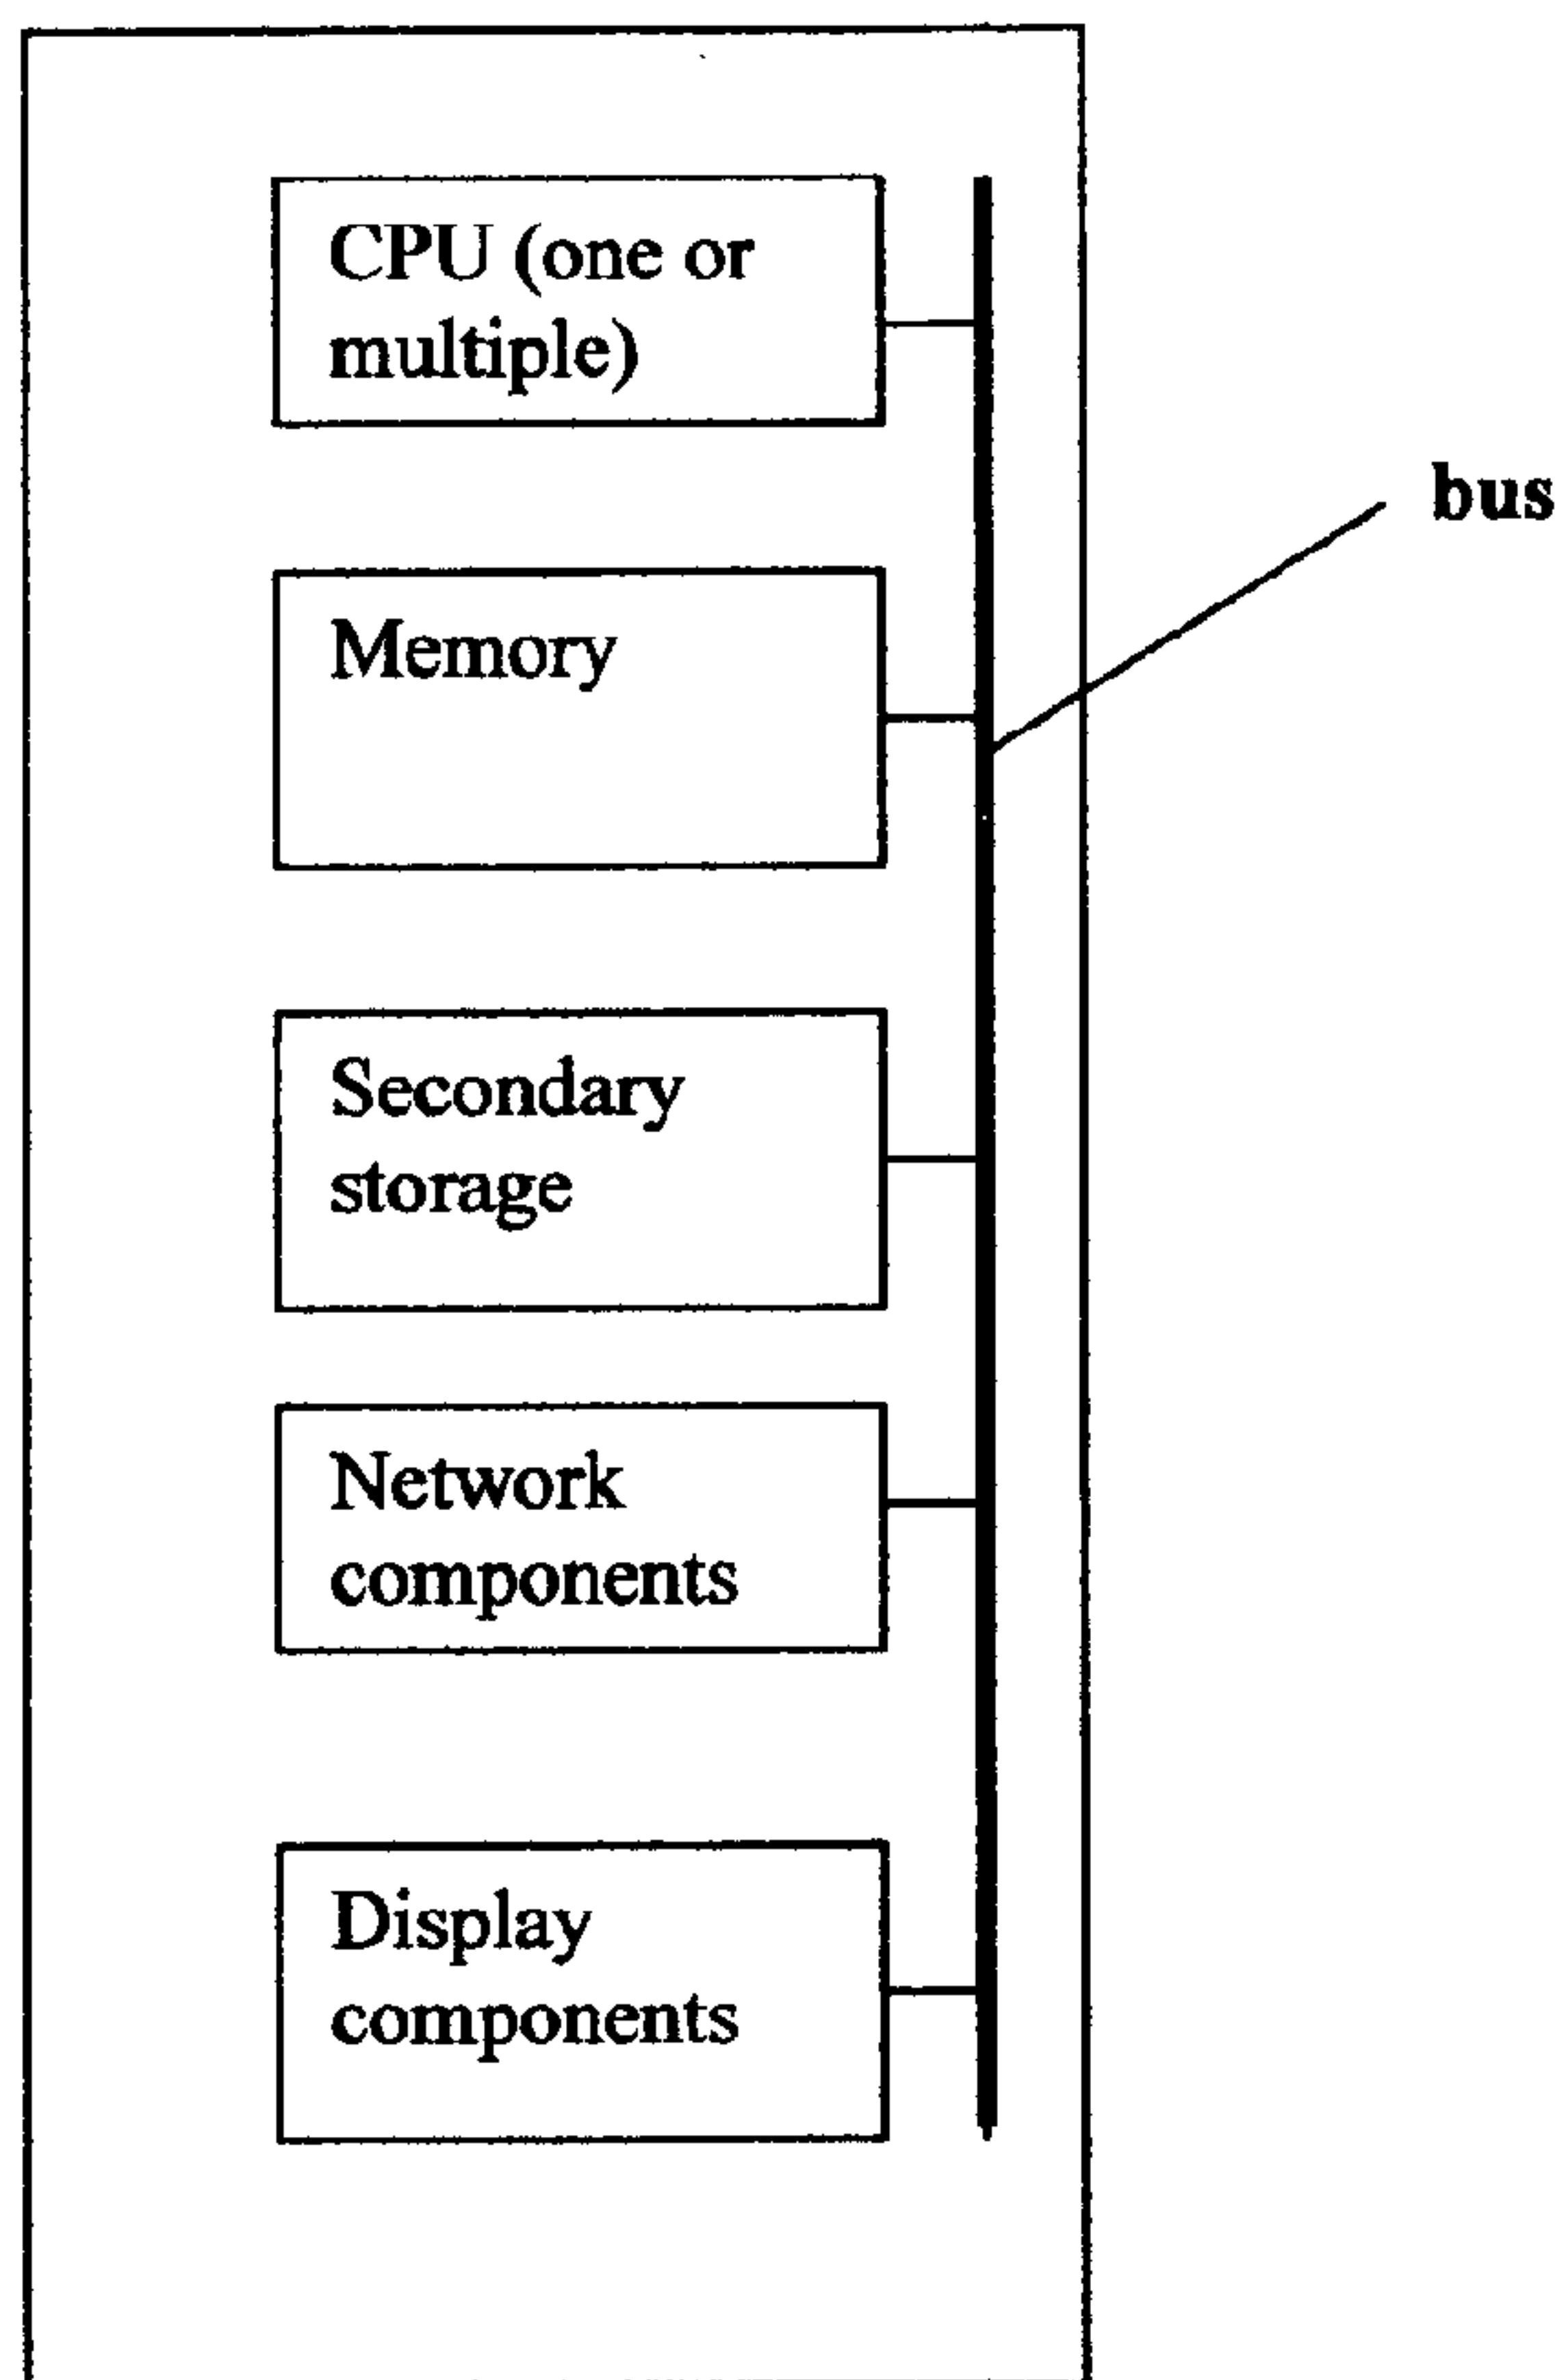 CPU (one or
multiple)
bus
Memory
Secondary
storage
Network
components
Display
components